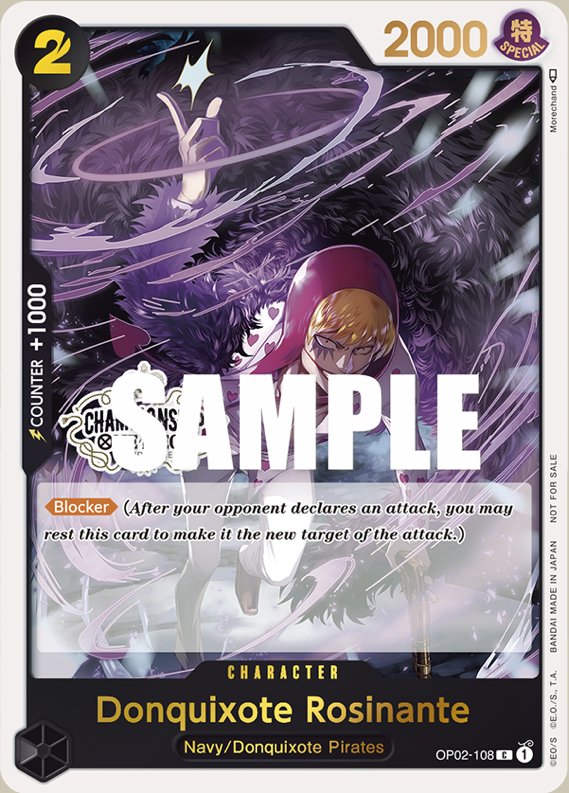 2
2000
特
SPECIAL
Morechand
COUNTER +1000
SAMPLE
Blocker (After your opponent declares an attack, you may
rest this card to make it the new target of the attack.)
CHARACTER
Donquixote Rosinante
Navy/Donquixote Pirates
OP02-108 C 1
©E.O/S ©E.O./S., T.A. BANDAI MADE IN JAPAN NOT FOR SALE